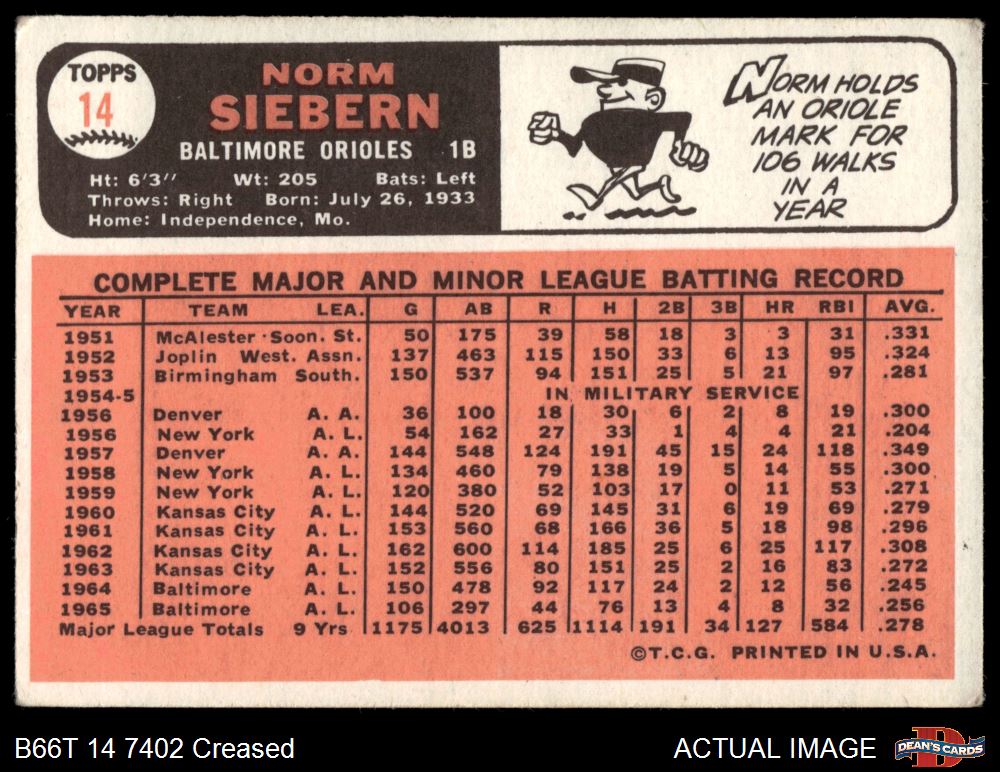 TOPPS
14
NORM
SIEBERN
BALTIMORE ORIOLES 1B
Ht: 6'3'' Wt: 205 Bats: Left
Throws: Right Born: July 26, 1933
Home: Independence, Mo.
NORM HOLDS
AN ORIOLE
MARK FOR
106 WALKS
IN A
YEAR
COMPLETE MAJOR AND MINOR LEAGUE BATTING RECORD
YEAR TEAM LEA. G AB R H 2B 3B HR RBI AVG.
1951 McAlester Soon. St. 50 175 39 58 18 3 3 31 .331
1952 Joplin West. Assn. 137 463 115 150 33 6 13 95 .324
1953 Birmingham South. 150 537 94 151 25 5 21 97 .281
1954-5 IN MILITARY SERVICE
1956 Denver A. A. 36 100 18 30 6 2 8 19 .300
1956 New York A. L. 54 162 27 33 1 4 4 21 .204
1957 Denver A. A. 144 548 124 191 45 15 24 118 .349
1958 New York A. L. 134 460 79 138 19 5 14 55 .300
1959 New York A. L. 120 380 52 103 17 0 11 53 .271
1960 Kansas City A. L. 144 520 69 145 31 6 19 69 .279
1961 Kansas City A. L. 153 560 68 166 36 5 18 98 .296
1962 Kansas City A. L. 162 600 114 185 25 6 25 117 .308
1963 Kansas City A. L. 152 556 80 151 25 2 16 83 .272
1964 Baltimore A. L. 150 478 92 117 24 2 12 56 .245
1965 Baltimore A. L. 106 297 44 76 13 4 8 32 .256
Major League Totals 9 Yrs 1175 4013 625 1114 191 34 127 584 .278
©T.C.G. PRINTED IN U.S.A.
B66T 14 7402 Creased ACTUAL IMAGE
DEAN'S CARDS